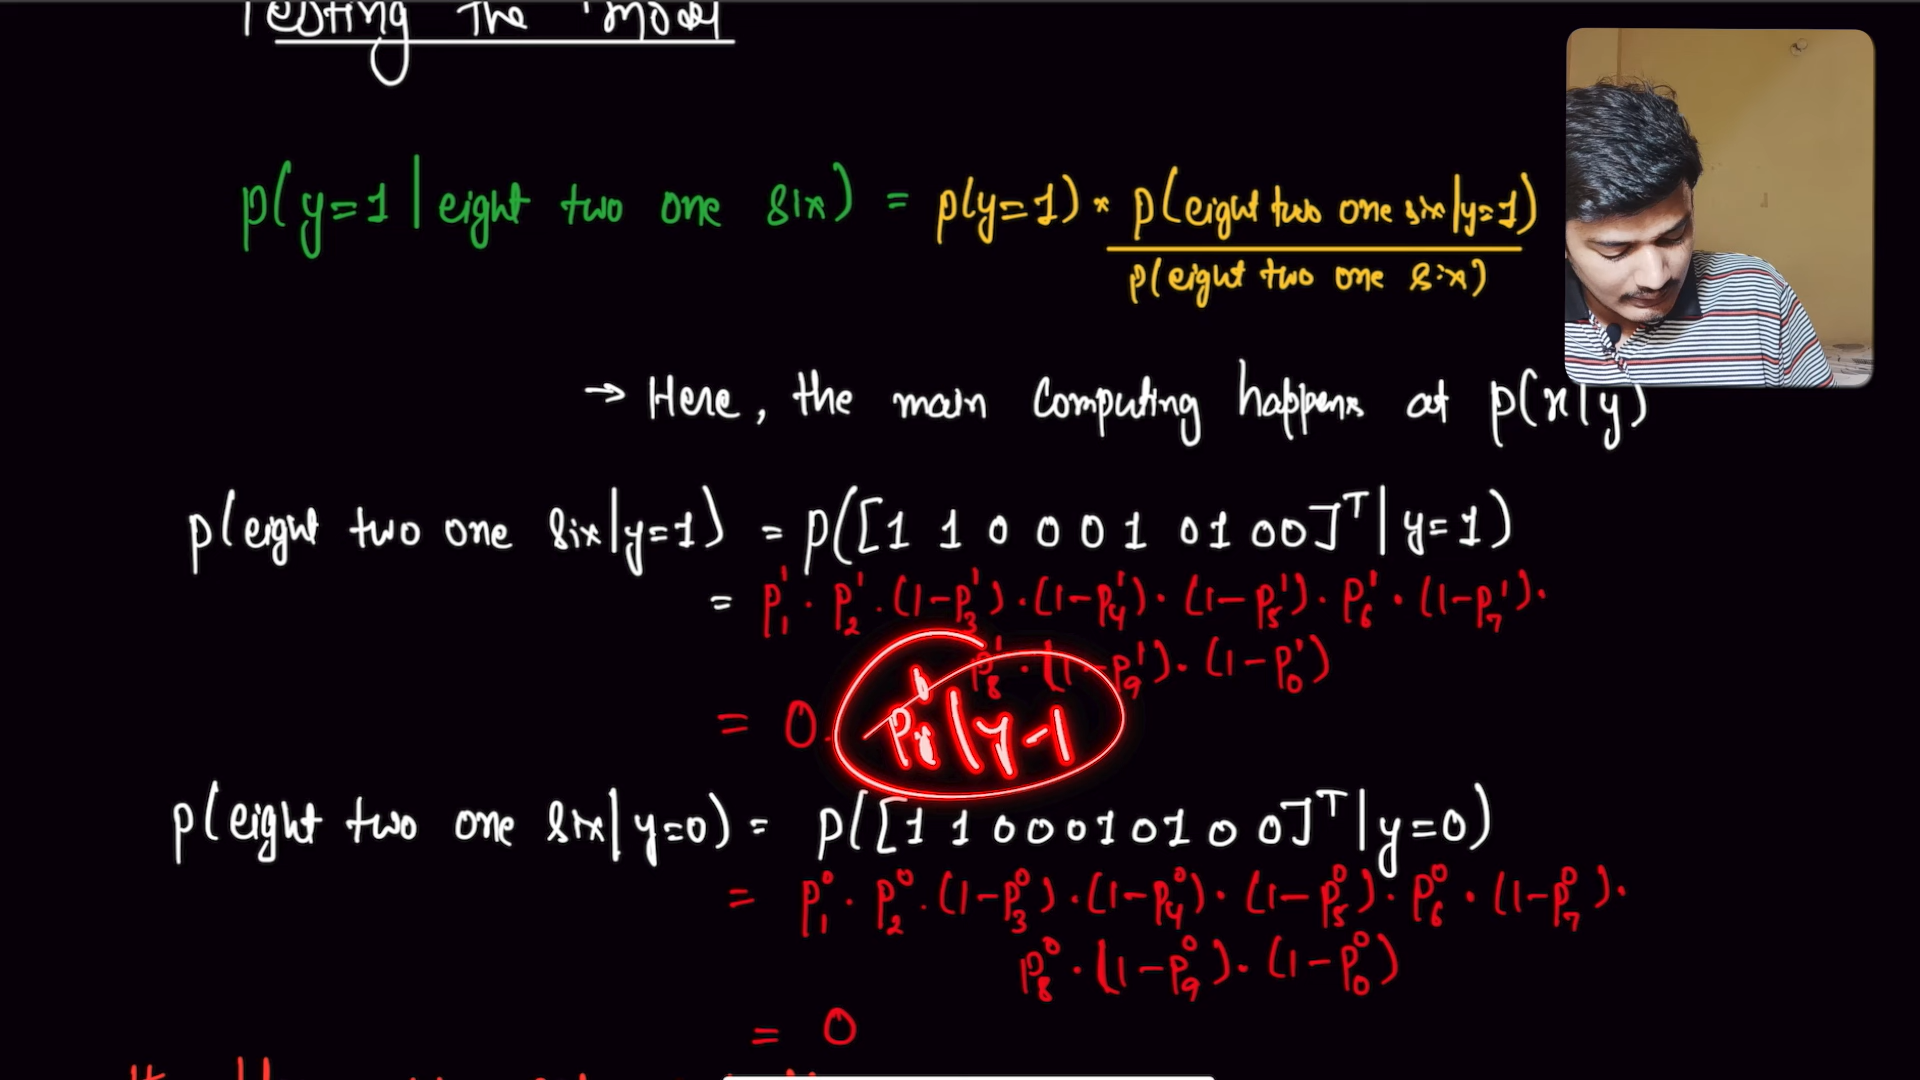 Testing the model
p(y=1 | eight two one six) = p(y=1) * p(eight two one six|y=1)
p(eight two one six)
→ Here, the main computing happens at p(x|y)
p(eight two one six|y=1) = p([1 1 0 0 0 1 0 1 0 0]ᵀ | y=1)
= p₁¹ . p₂¹ . (1-p₃¹) . (1-p₄¹) . (1-p₅¹) . p₆¹ . (1-p₇¹) .
p₈¹ . (1-p₉¹) . (1-p₀¹)
= 0.
| y-1
p(eight two one six|y=0) = p([1 1 0 0 0 1 0 1 0 0]ᵀ | y=0)
= p₁⁰ . p₂⁰ . (1-p₃⁰) . (1-p₄⁰) . (1-p₅⁰) . p₆⁰ . (1-p₇⁰) .
p₈⁰ . (1-p₉⁰) . (1-p₀⁰)
= 0